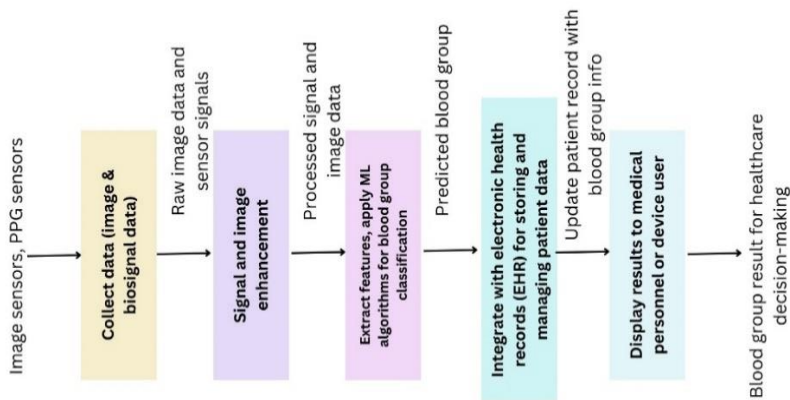 Image sensors, PPG sensors
Collect data (image &
biosignal data)
Raw image data and
sensor signals
Signal and image
enhancement
Processed signal and
image data
Extract features, apply ML
algorithms for blood group
classification
Predicted blood group
Integrate with electronic health
records (EHR) for storing and
managing patient data
Update patient record with
blood group info
Display results to medical
personnel or device user
Blood group result for healthcare
decision-making